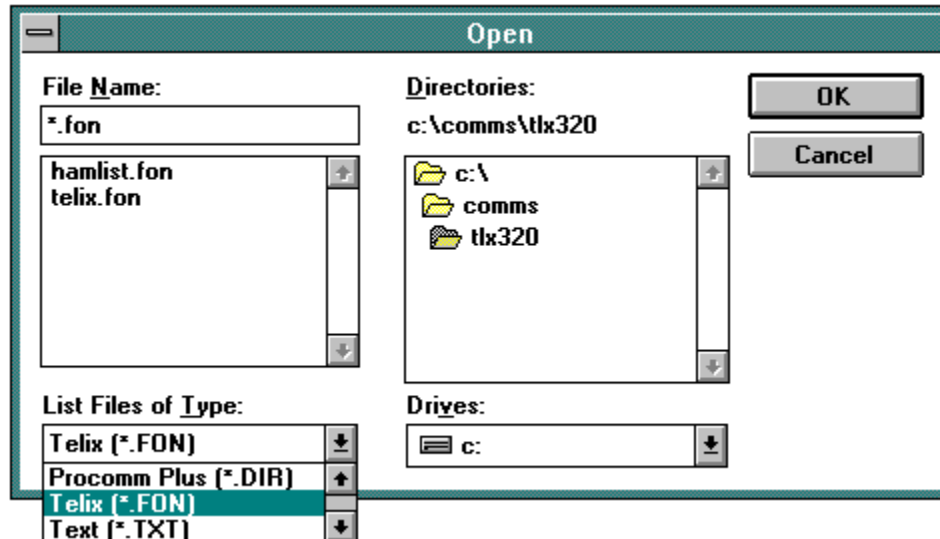 Open
File Name:
*.fon
hamlist.fon
telix.fon
List Files of Type:
Telix (*.FON)
Procomm Plus (*.DIR)
Telix (*.FON)
Text (*.TXT)
Directories:
c:\comms\tlx320
c:\
comms
tlx320
Drives:
c:
OK
Cancel